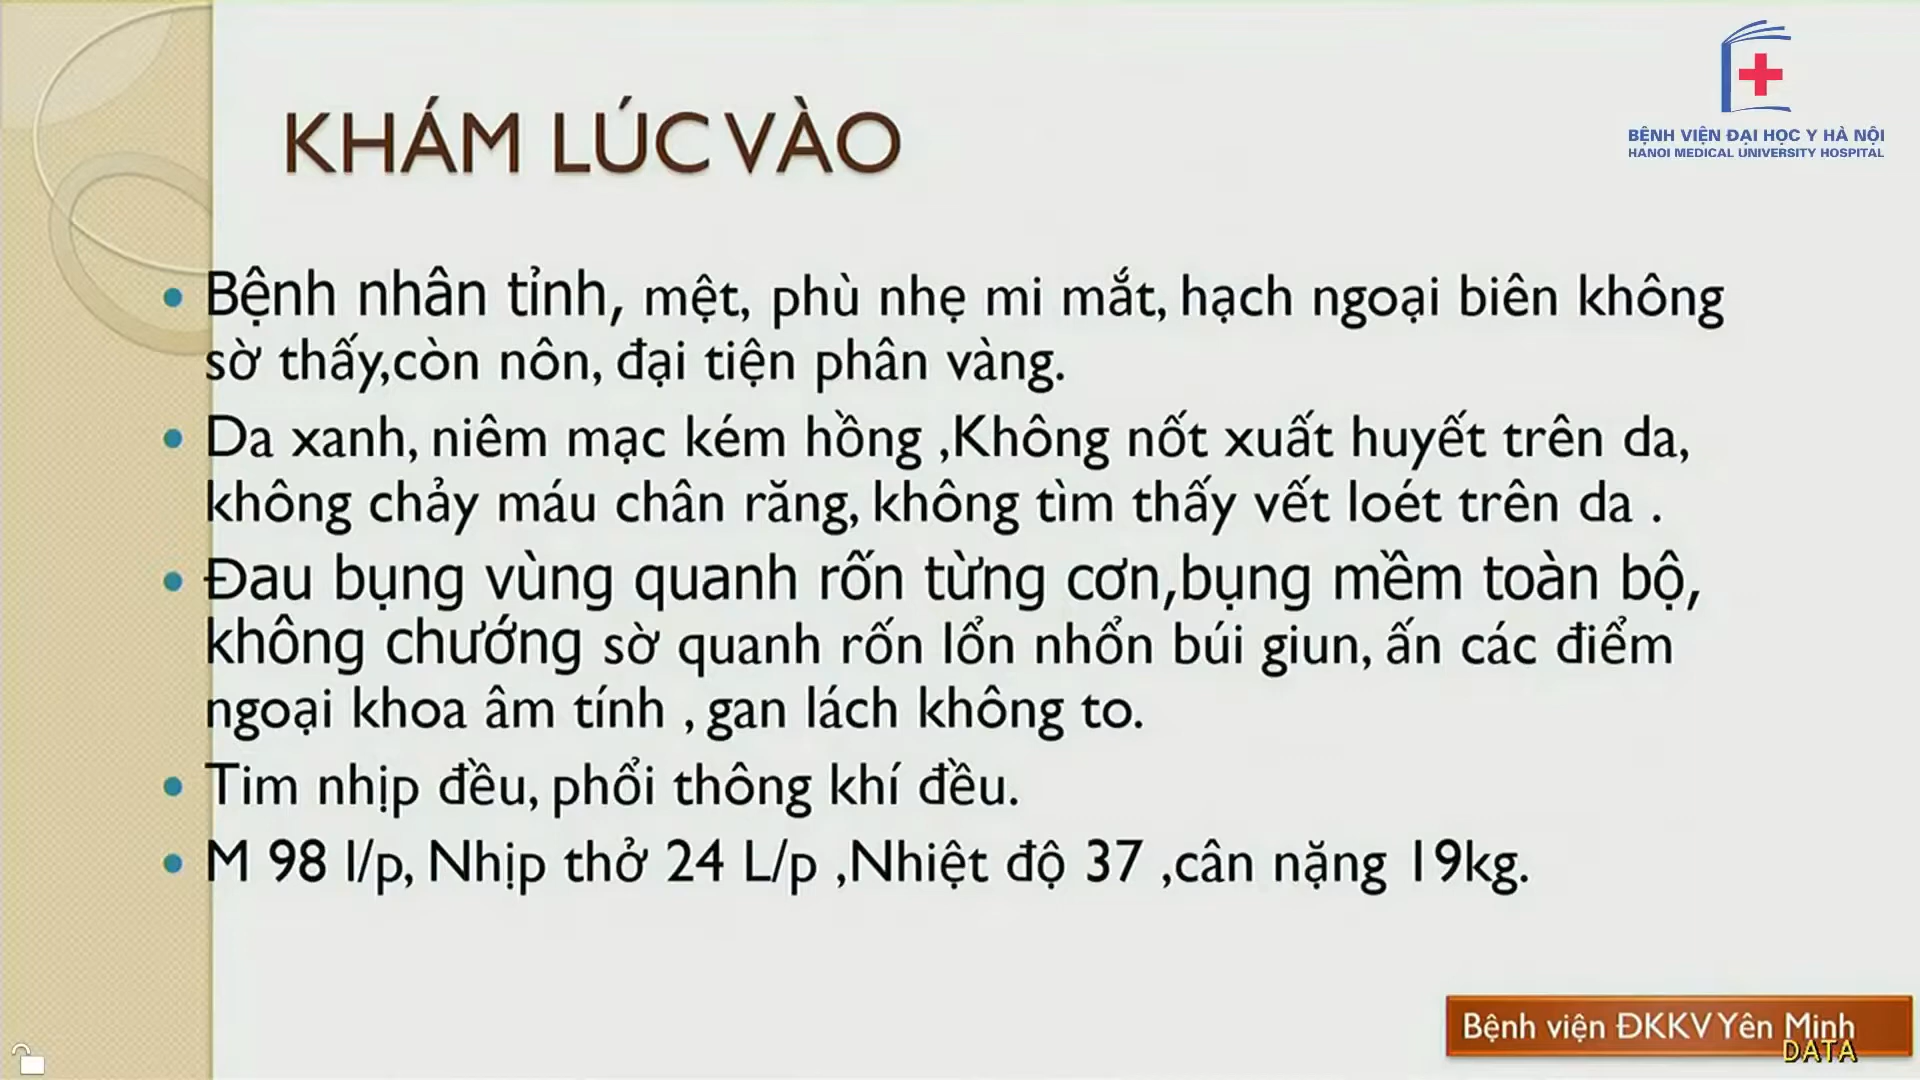 BỆNH VIỆN ĐẠI HỌC Y HÀ NỘI
HANOI MEDICAL UNIVERSITY HOSPITAL
KHÁM LÚC VÀO
Bệnh nhân tỉnh, mệt, phù nhẹ mi mắt, hạch ngoại biên không
sờ thấy,còn nôn, đại tiện phân vàng.
Da xanh, niêm mạc kém hồng ,Không nốt xuất huyết trên da,
không chảy máu chân răng, không tìm thấy vết loét trên da .
Đau bụng vùng quanh rốn từng cơn,bụng mềm toàn bộ,
không chướng sờ quanh rốn lổn nhổn búi giun, ấn các điểm
ngoại khoa âm tính , gan lách không to.
Tim nhịp đều, phổi thông khí đều.
M 98 l/p, Nhịp thở 24 L/p ,Nhiệt độ 37 ,cân nặng 19kg.
Bệnh viện ĐKKV Yên Minh
DATA